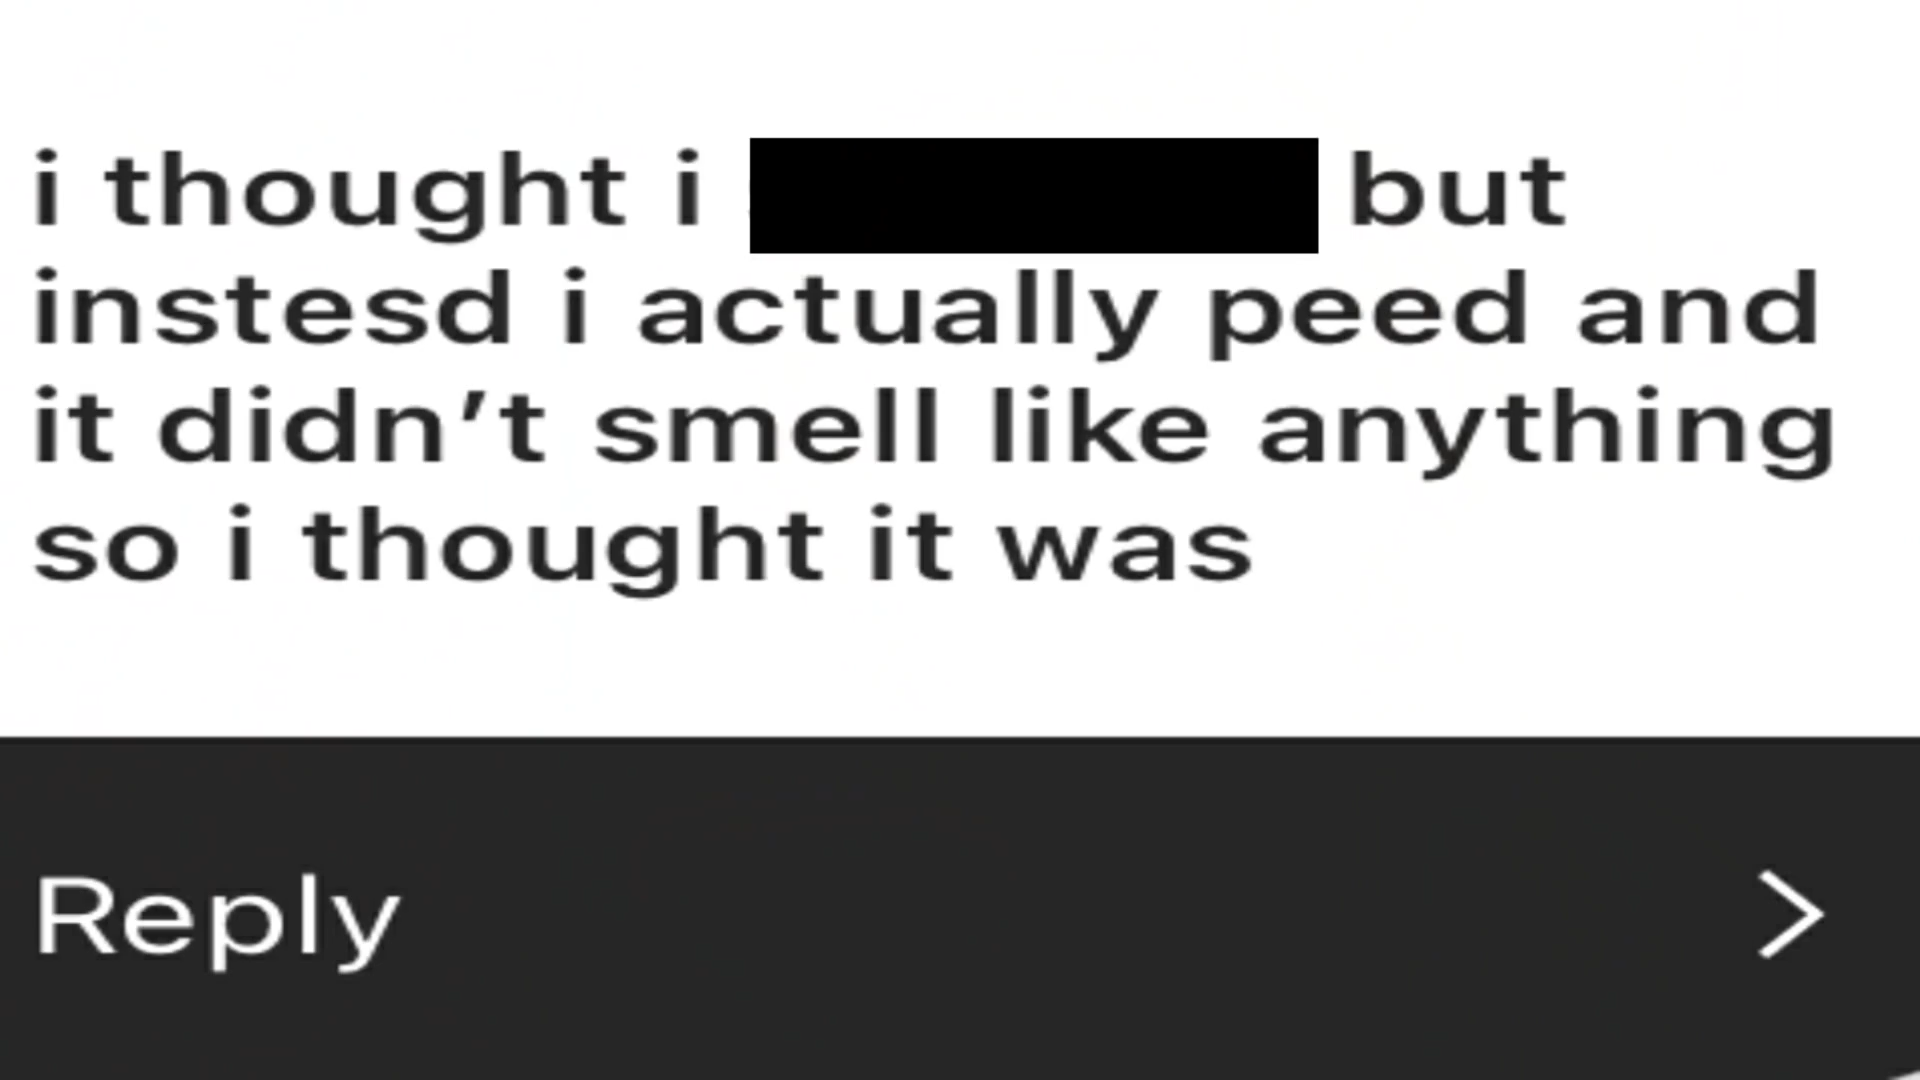 i thought i but
instesd i actually peed and
it didn’t smell like anything
so i thought it was
Reply